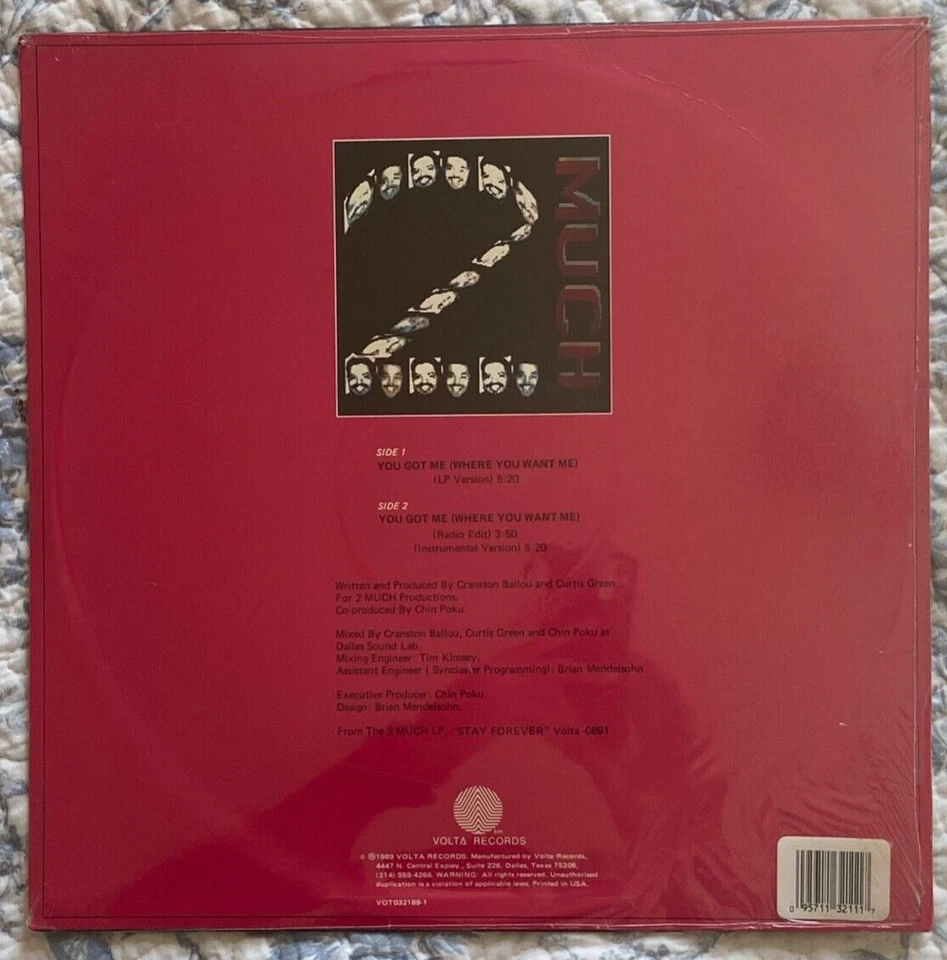 2
MUCH
SIDE 1
YOU GOT ME (WHERE YOU WANT ME)
(LP Version) 5:20
SIDE 2
YOU GOT ME (WHERE YOU WANT ME)
(Radio Edit) 3:50
(Instrumental Version) 5:20
Written and Produced By Cranston Ballou and Curtis Green
For 2 MUCH Productions.
Co-produced By Chin Poku
Mixed By Cranston Ballou, Curtis Green and Chin Poku at
Dallas Sound Lab.
Mixing Engineer: Tim Kimsey.
Assistant Engineer ( Synclavier Programming): Brian Mendelsohn
Executive Producer: Chin Poku.
Design: Brian Mendelsohn.
From The 2 MUCH LP. "STAY FOREVER" Volta -0891
tm
VOLTA RECORDS
© ℗1989 VOLTA RECORDS. Manufactured by Volta Records,
4447 N. Central Expwy., Suite 226, Dallas, Texas 75205,
(214) 559-4266. WARNING: All rights reserved. Unauthorised
duplication is a violation of applicable laws. Printed in USA.
VOT032189-1
0 95711 32111 7